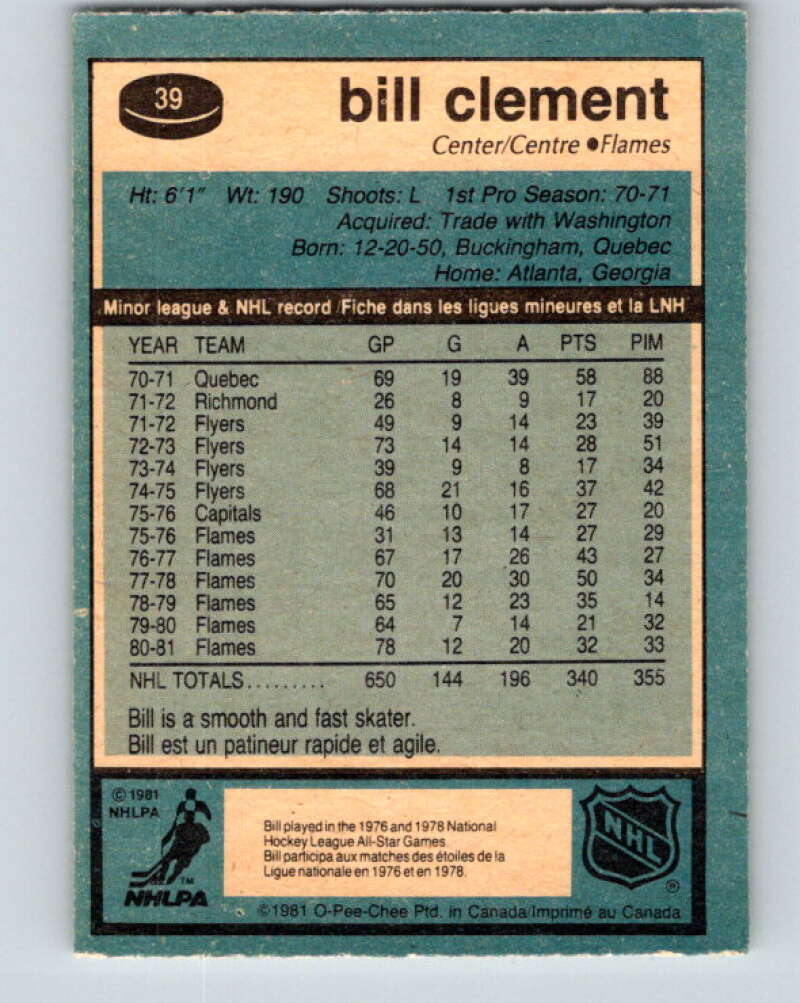 39
bill clement
Center/Centre ●Flames
Ht: 6'1" Wt: 190 Shoots: L 1st Pro Season: 70-71
Acquired: Trade with Washington
Born: 12-20-50, Buckingham, Quebec
Home: Atlanta, Georgia
Minor league & NHL record/Fiche dans les ligues mineures et la LNH
YEAR TEAM GP G A PTS PIM
70-71 Quebec 69 19 39 58 88
71-72 Richmond 26 8 9 17 20
71-72 Flyers 49 9 14 23 39
72-73 Flyers 73 14 14 28 51
73-74 Flyers 39 9 8 17 34
74-75 Flyers 68 21 16 37 42
75-76 Capitals 46 10 17 27 20
75-76 Flames 31 13 14 27 29
76-77 Flames 67 17 26 43 27
77-78 Flames 70 20 30 50 34
78-79 Flames 65 12 23 35 14
79-80 Flames 64 7 14 21 32
80-81 Flames 78 12 20 32 33
NHL TOTALS......... 650 144 196 340 355
Bill is a smooth and fast skater.
Bill est un patineur rapide et agile.
© 1981
NHLPA
TM
NHLPA
Bill played in the 1976 and 1978 National
Hockey League All-Star Games.
Bill participa aux matches des étoiles de la
Ligue nationale en 1976 et en 1978.
NHL
®
©1981 O-Pee-Chee Ptd. in Canada/Imprimé au Canada